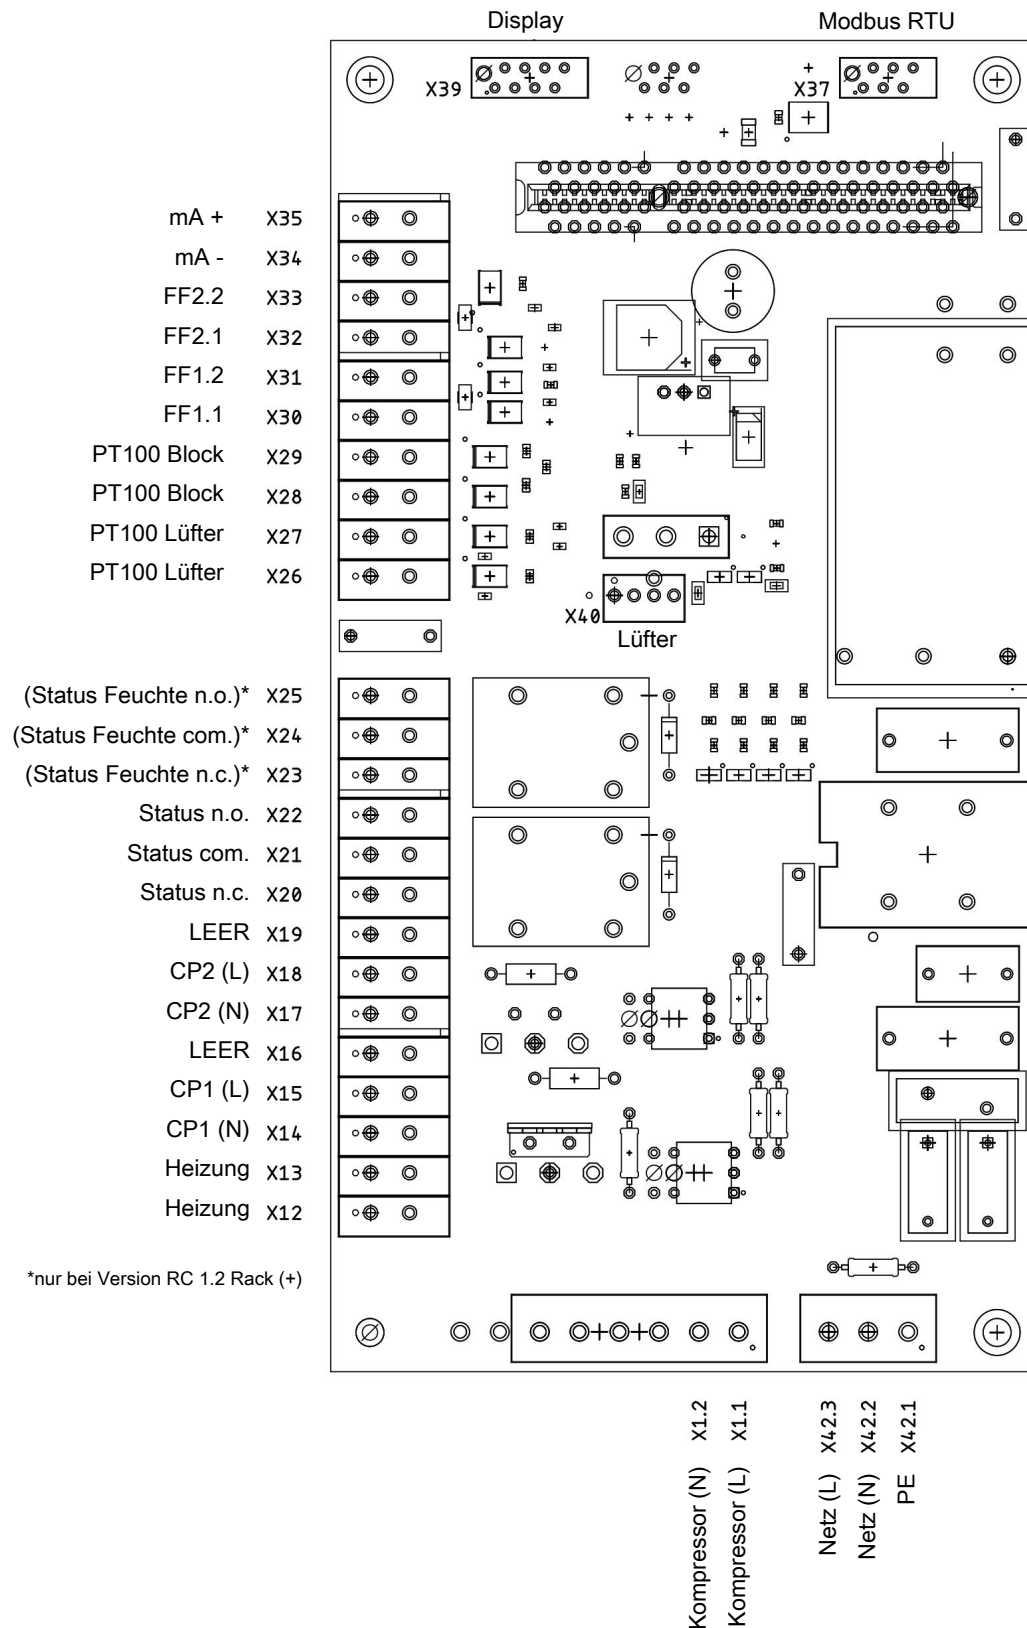 Display Modbus RTU
X39 X37
mA + X35
mA - X34
FF2.2 X33
FF2.1 X32
FF1.2 X31
FF1.1 X30
PT100 Block X29
PT100 Block X28
PT100 Lüfter X27
PT100 Lüfter X26
X40
Lüfter
(Status Feuchte n.o.)* X25
(Status Feuchte com.)* X24
(Status Feuchte n.c.)* X23
Status n.o. X22
Status com. X21
Status n.c. X20
LEER X19
CP2 (L) X18
CP2 (N) X17
LEER X16
CP1 (L) X15
CP1 (N) X14
Heizung X13
Heizung X12
*nur bei Version RC 1.2 Rack (+)
Kompressor (N) X1.2
Kompressor (L) X1.1
Netz (L) X42.3
Netz (N) X42.2
PE X42.1